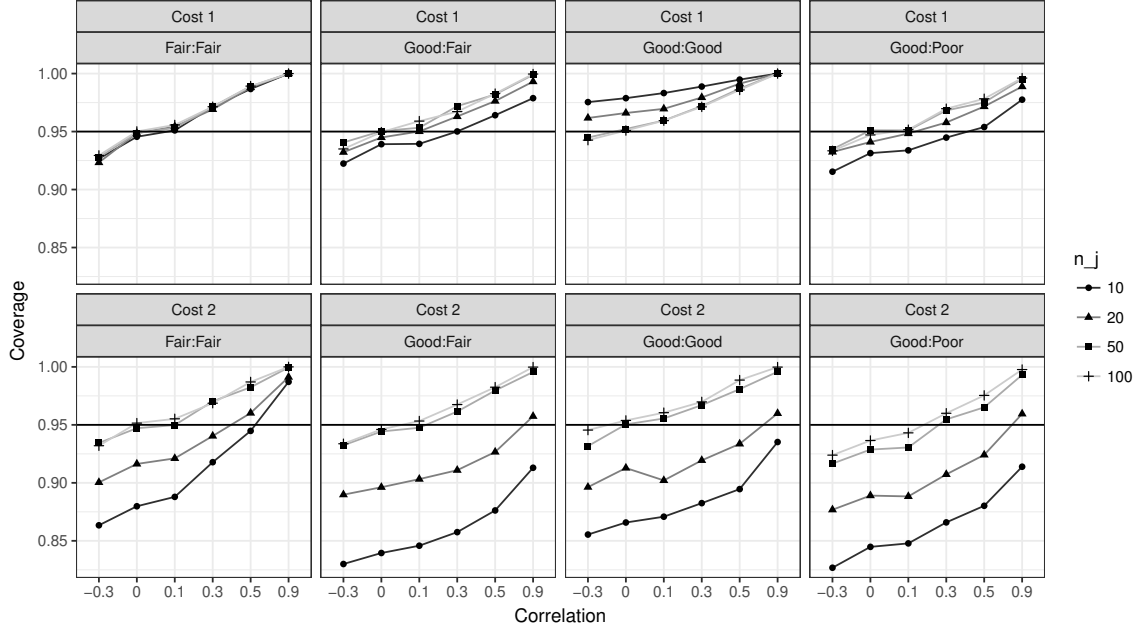 Cost 1 Cost 1 Cost 1 Cost 1
Fair:Fair Good:Fair Good:Good Good:Poor
1.00
0.95
0.90
0.85
Cost 2 Cost 2 Cost 2 Cost 2
Fair:Fair Good:Fair Good:Good Good:Poor
1.00
0.95
0.90
0.85
−0.3 0 0.1 0.3 0.5 0.9 −0.3 0 0.1 0.3 0.5 0.9 −0.3 0 0.1 0.3 0.5 0.9 −0.3 0 0.1 0.3 0.5 0.9
Correlation
Coverage
n_j
10
20
50
100